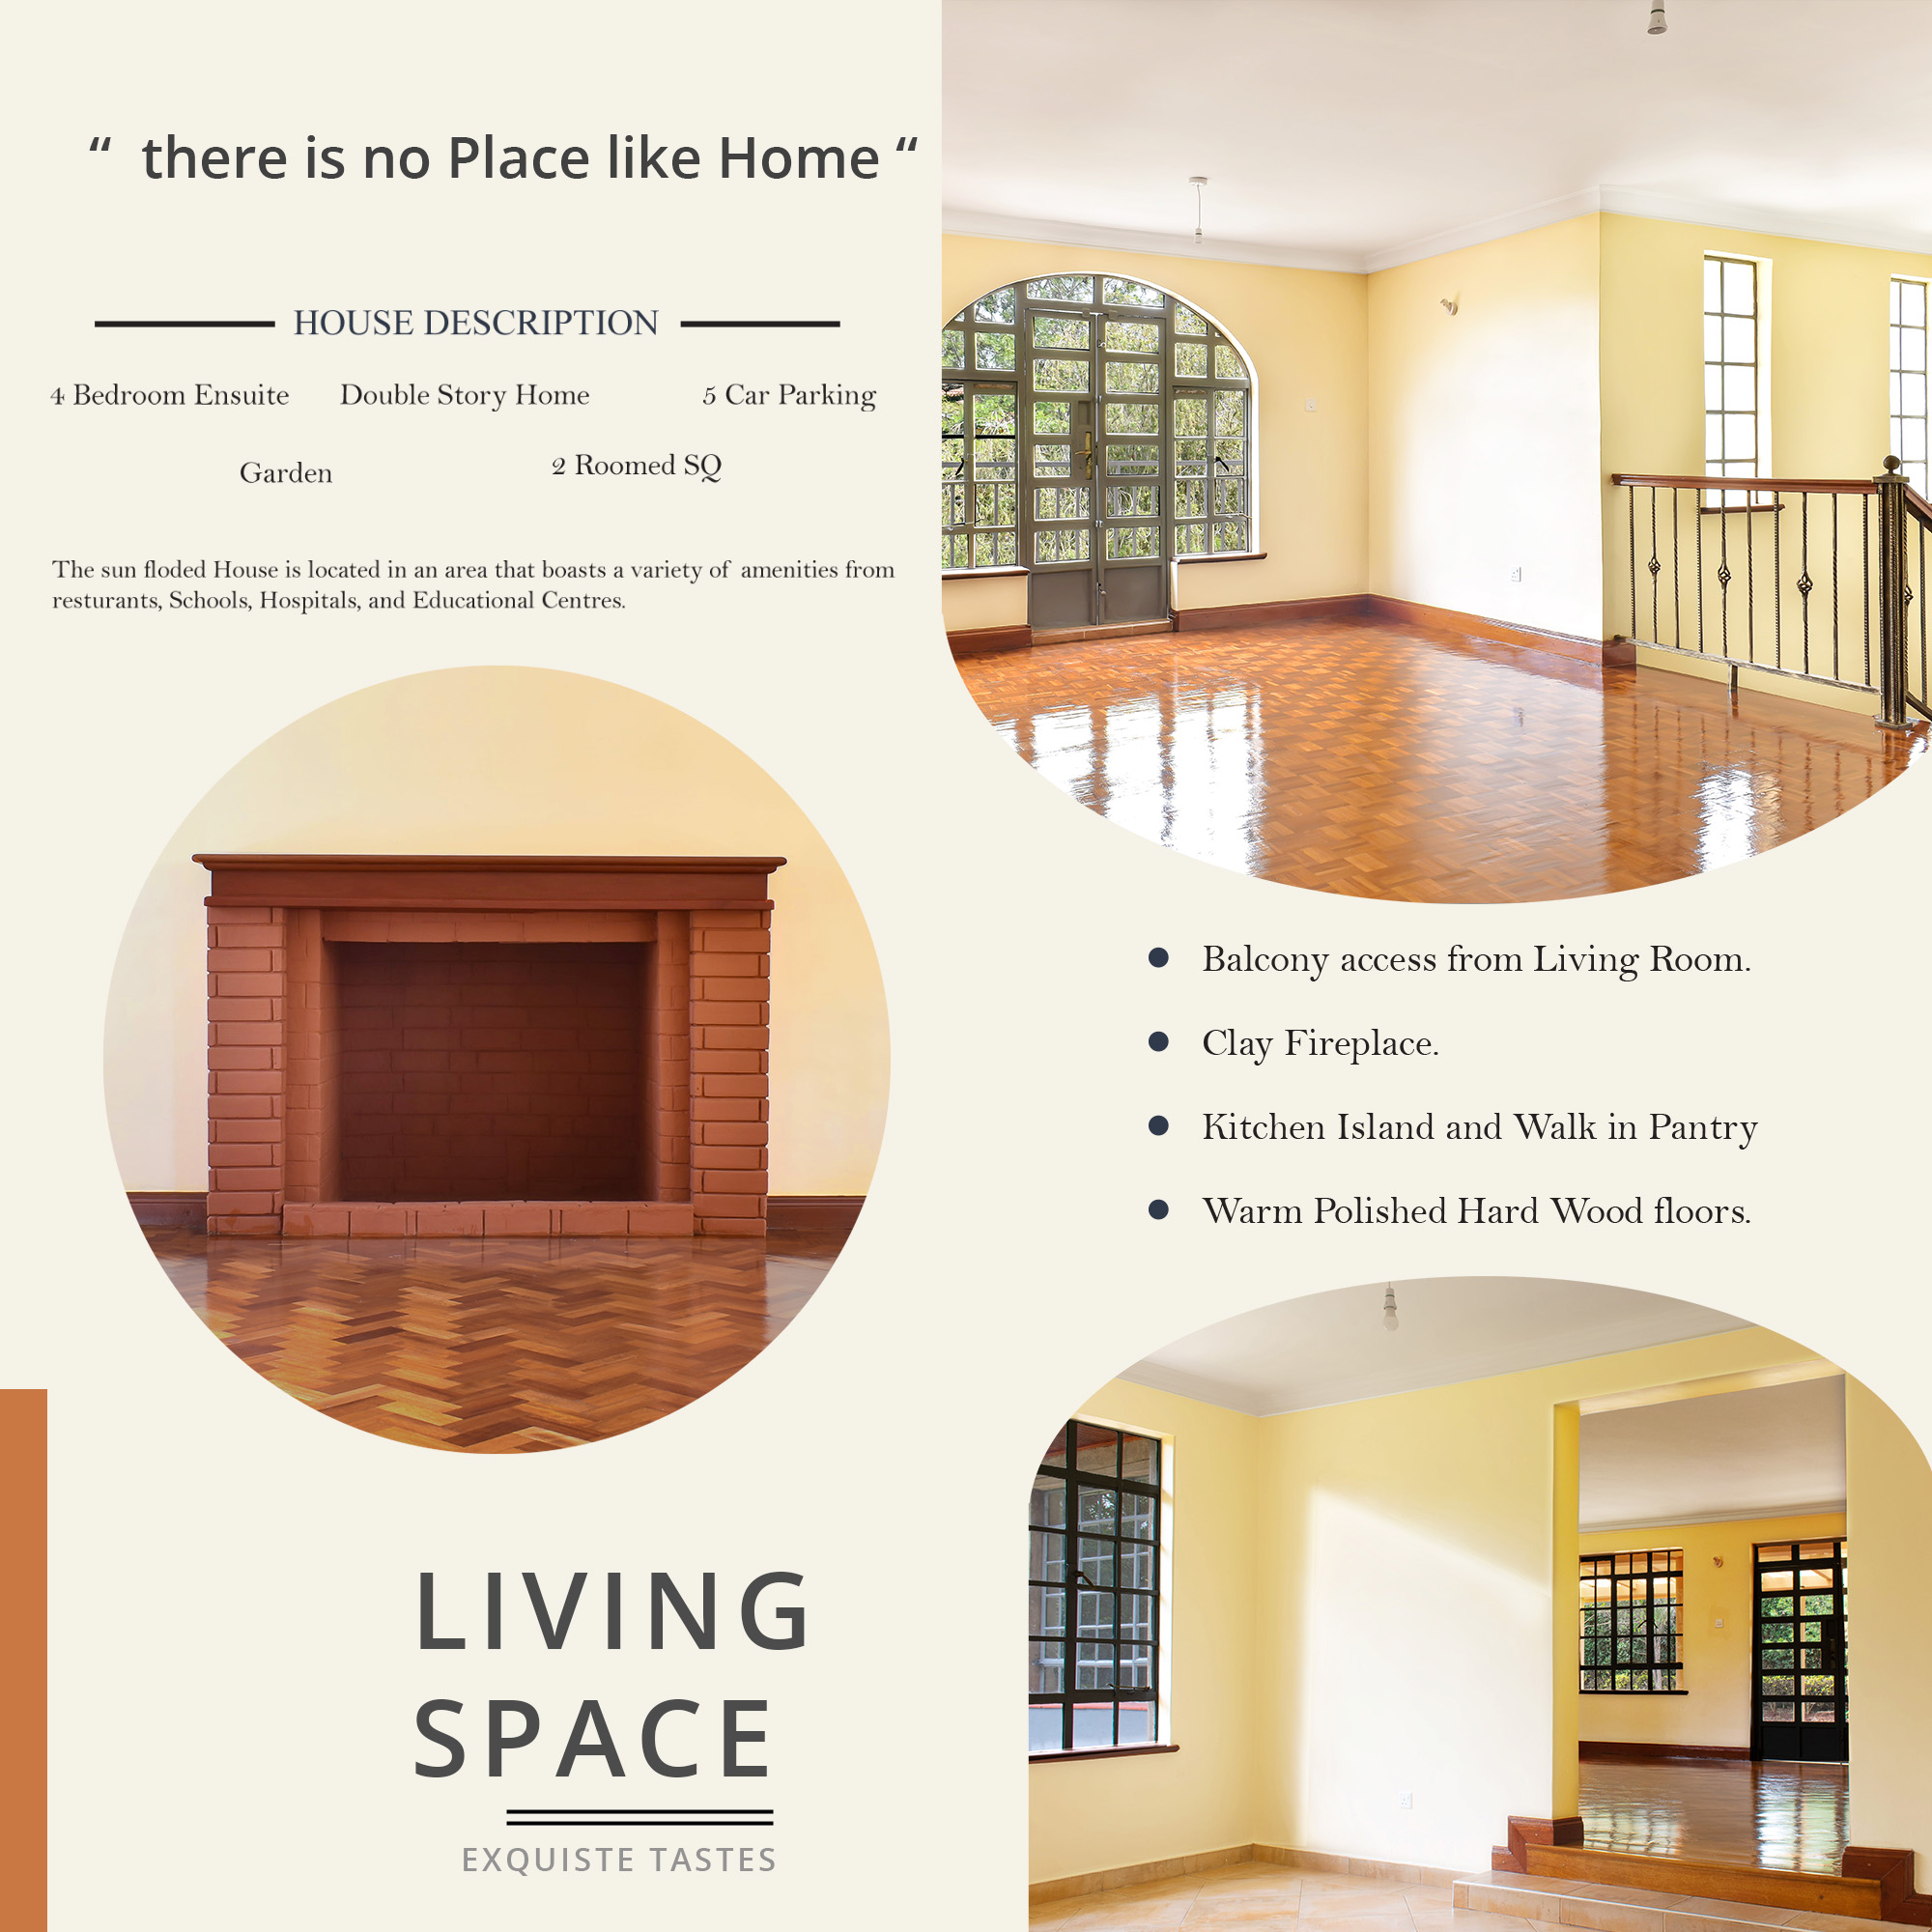 “ there is no Place like Home “
HOUSE DESCRIPTION
4 Bedroom Ensuite
Double Story Home
5 Car Parking
Garden
2 Roomed SQ
The sun floded House is located in an area that boasts a variety of amenities from
resturants, Schools, Hospitals, and Educational Centres.
Balcony access from Living Room.
Clay Fireplace.
Kitchen Island and Walk in Pantry
Warm Polished Hard Wood floors.
LIVING
SPACE
EXQUISTE TASTES